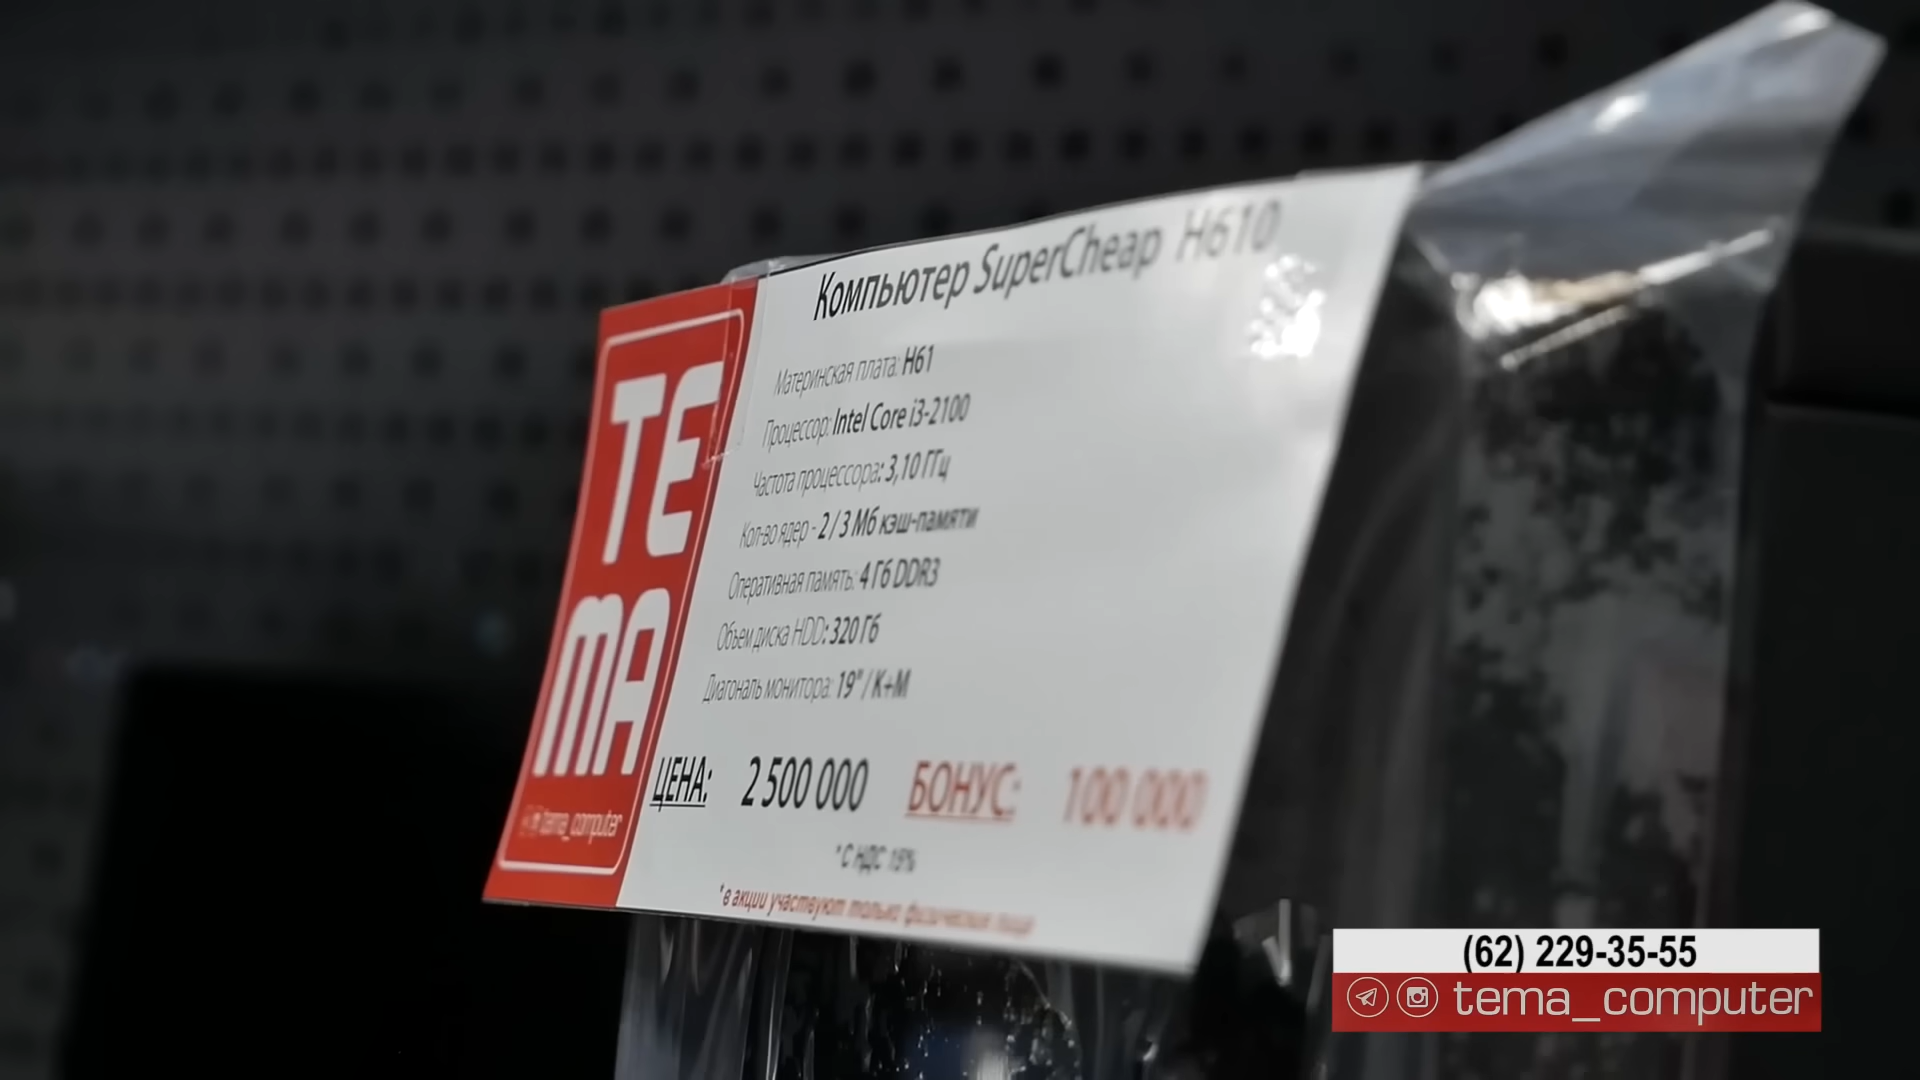 Компьютер SuperCheap H610
Материнская плата: H61
Процессор: Intel Core i3-2100
Частота процессора: 3,10 ГГц
Кол-во ядер - 2 / 3 Мб кэш-памяти
Оперативная память: 4 Гб DDR3
Объем диска HDD: 320 Гб
Диагональ монитора: 19" / K+M
ЦЕНА: 2 500 000 БОНУС: 100 000
*С НДС 15%
*в акции участвуют только физические лица
ТЕ
МА
tema_computer
(62) 229-35-55
tema_computer